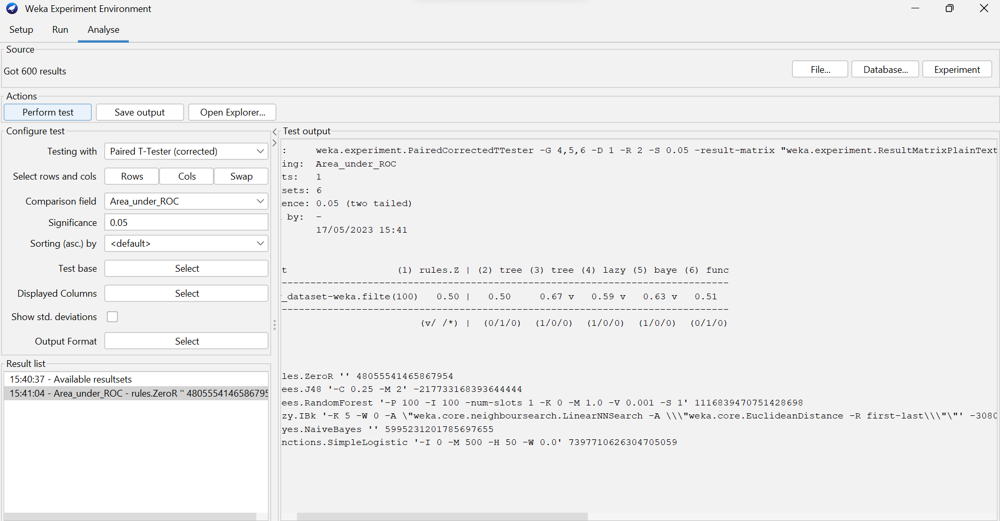 Weka Experiment Environment
Setup Run Analyse
Source
Got 600 results
File... Database... Experiment
Actions
Perform test Save output Open Explorer...
Configure test
Testing with Paired T-Tester (corrected)
Select rows and cols Rows Cols Swap
Comparison field Area_under_ROC
Significance 0.05
Sorting (asc.) by <default>
Test base Select
Displayed Columns Select
Show std. deviations
Output Format Select
Result list
15:40:37 - Available resultsets
15:41:04 - Area_under_ROC - rules.ZeroR '' 4805554146586795
Test output
: weka.experiment.PairedCorrectedTTester -G 4,5,6 -D 1 -R 2 -S 0.05 -result-matrix "weka.experiment.ResultMatrixPlainText
ing: Area_under_ROC
ts: 1
sets: 6
ence: 0.05 (two tailed)
by: -
17/05/2023 15:41
t (1) rules.Z | (2) tree (3) tree (4) lazy (5) baye (6) func
--------------------------------------------------------------------------------
_dataset-weka.filte(100) 0.50 | 0.50 0.67 v 0.59 v 0.63 v 0.51
--------------------------------------------------------------------------------
(v/ /*) | (0/1/0) (1/0/0) (1/0/0) (1/0/0) (0/1/0)
les.ZeroR '' 48055541465867954
ees.J48 '-C 0.25 -M 2' -217733168393644444
ees.RandomForest '-P 100 -I 100 -num-slots 1 -K 0 -M 1.0 -V 0.001 -S 1' 1116839470751428698
zy.IBk '-K 5 -W 0 -A \"weka.core.neighboursearch.LinearNNSearch -A \\\"weka.core.EuclideanDistance -R first-last\\\"\"' -3080
yes.NaiveBayes '' 5995231201785697655
nctions.SimpleLogistic '-I 0 -M 500 -H 50 -W 0.0' 7397710626304705059